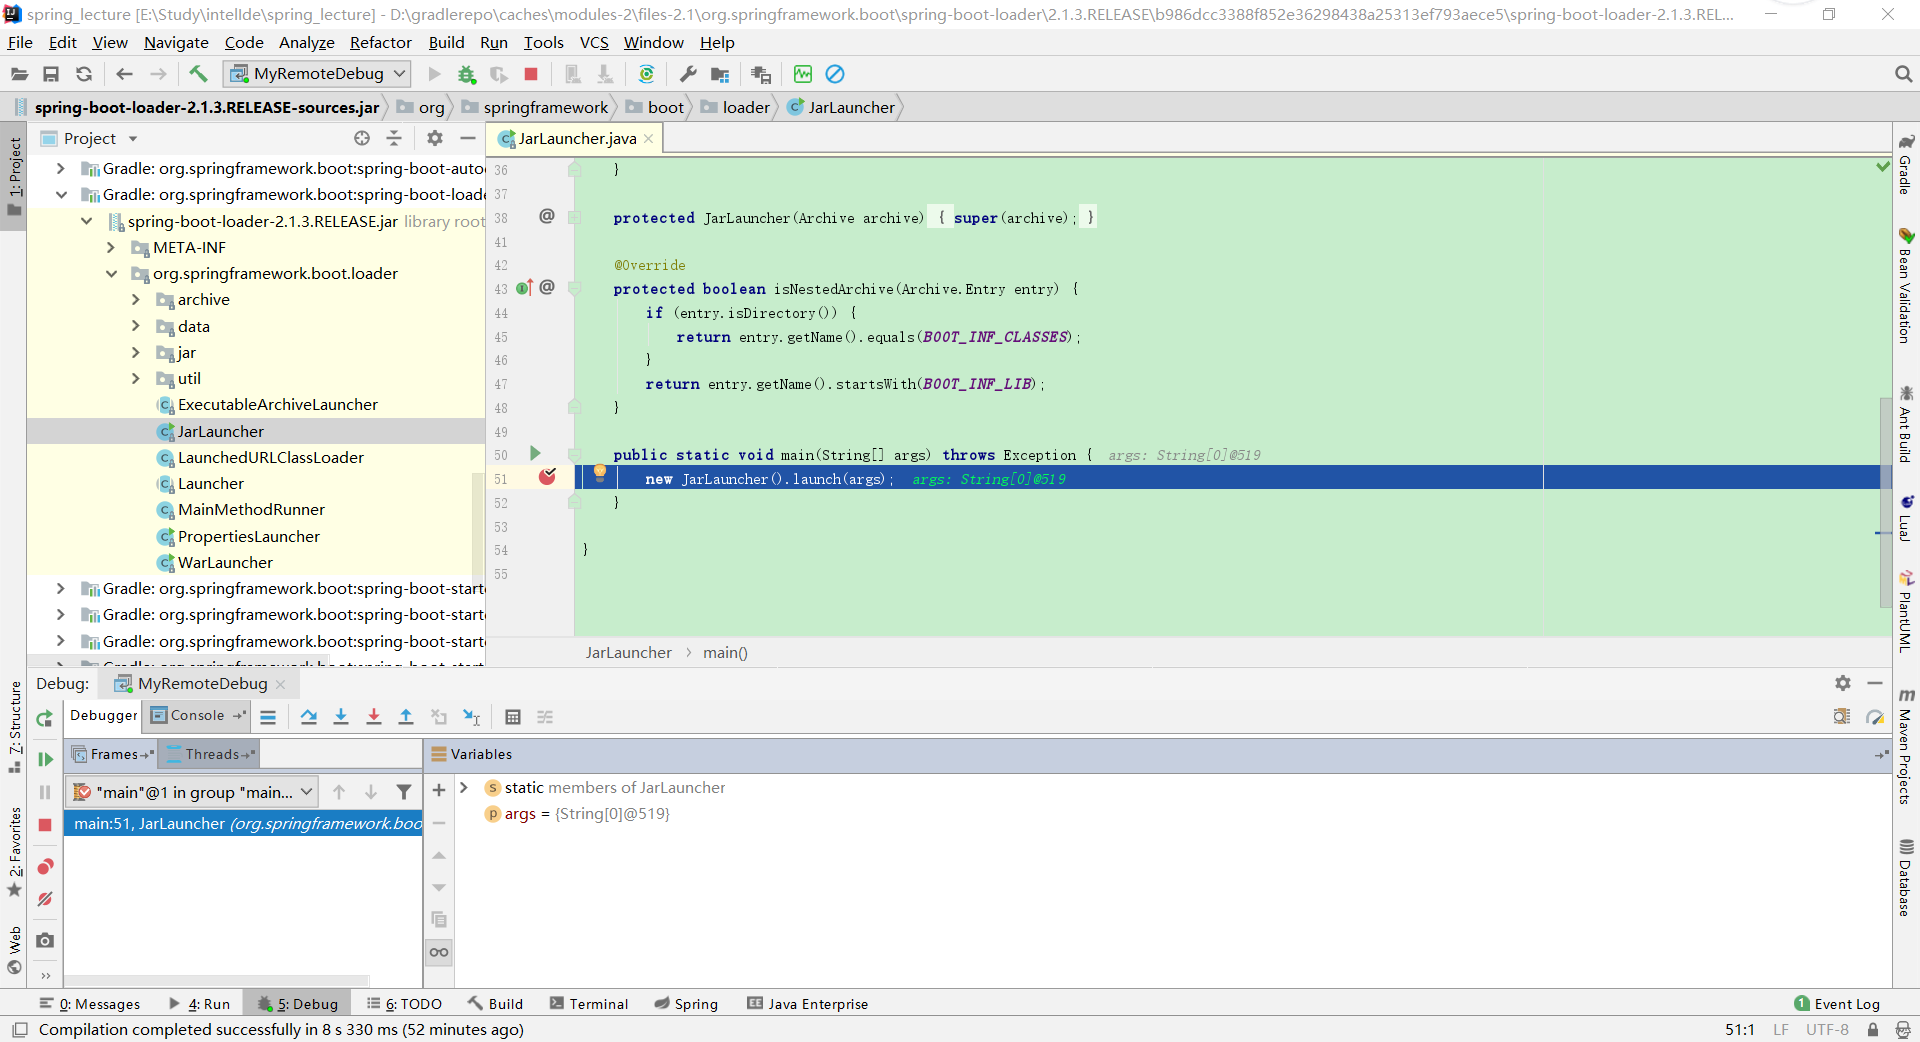 spring_lecture [E:\Study\intelIde\spring_lecture] - D:\gradlerepo\caches\modules-2\files-2.1\org.springframework.boot\spring-boot-loader\2.1.3.RELEASE\b986dcc3388f852e36298438a25313ef793aece5\spring-boot-loader-2.1.3.REL...
File Edit View Navigate Code Analyze Refactor Build Run Tools VCS Window Help
MyRemoteDebug
spring-boot-loader-2.1.3.RELEASE-sources.jar org springframework boot loader JarLauncher
Project
JarLauncher.java
Gradle: org.springframework.boot:spring-boot-auto
Gradle: org.springframework.boot:spring-boot-loade
spring-boot-loader-2.1.3.RELEASE.jar library root
META-INF
org.springframework.boot.loader
archive
data
jar
util
ExecutableArchiveLauncher
JarLauncher
LaunchedURLClassLoader
Launcher
MainMethodRunner
PropertiesLauncher
WarLauncher
Gradle: org.springframework.boot:spring-boot-start
Gradle: org.springframework.boot:spring-boot-start
Gradle: org.springframework.boot:spring-boot-start
Gradle: org.springframework.boot:spring-boot-start
36 }
37
38 @ protected JarLauncher(Archive archive) { super(archive); }
41
42 @Override
43 @ protected boolean isNestedArchive(Archive.Entry entry) {
44 if (entry.isDirectory()) {
45 return entry.getName().equals(BOOT_INF_CLASSES);
46 }
47 return entry.getName().startsWith(BOOT_INF_LIB);
48 }
49
50 public static void main(String[] args) throws Exception { args: String[0]@519
51 new JarLauncher().launch(args); args: String[0]@519
52 }
53
54 }
55
JarLauncher › main()
1: Project
7: Structure
2: Favorites
Web
Gradle
Bean Validation
Ant Build
LuaJ
PlantUML
Maven Projects
Database
Debug: MyRemoteDebug
Debugger Console
Frames Threads
Variables
"main"@1 in group "main...
main:51, JarLauncher (org.springframework.boo
static members of JarLauncher
args = {String[0]@519}
0: Messages 4: Run 5: Debug 6: TODO Build Terminal Spring Java Enterprise 1 Event Log
Compilation completed successfully in 8 s 330 ms (52 minutes ago) 51:1 LF UTF-8